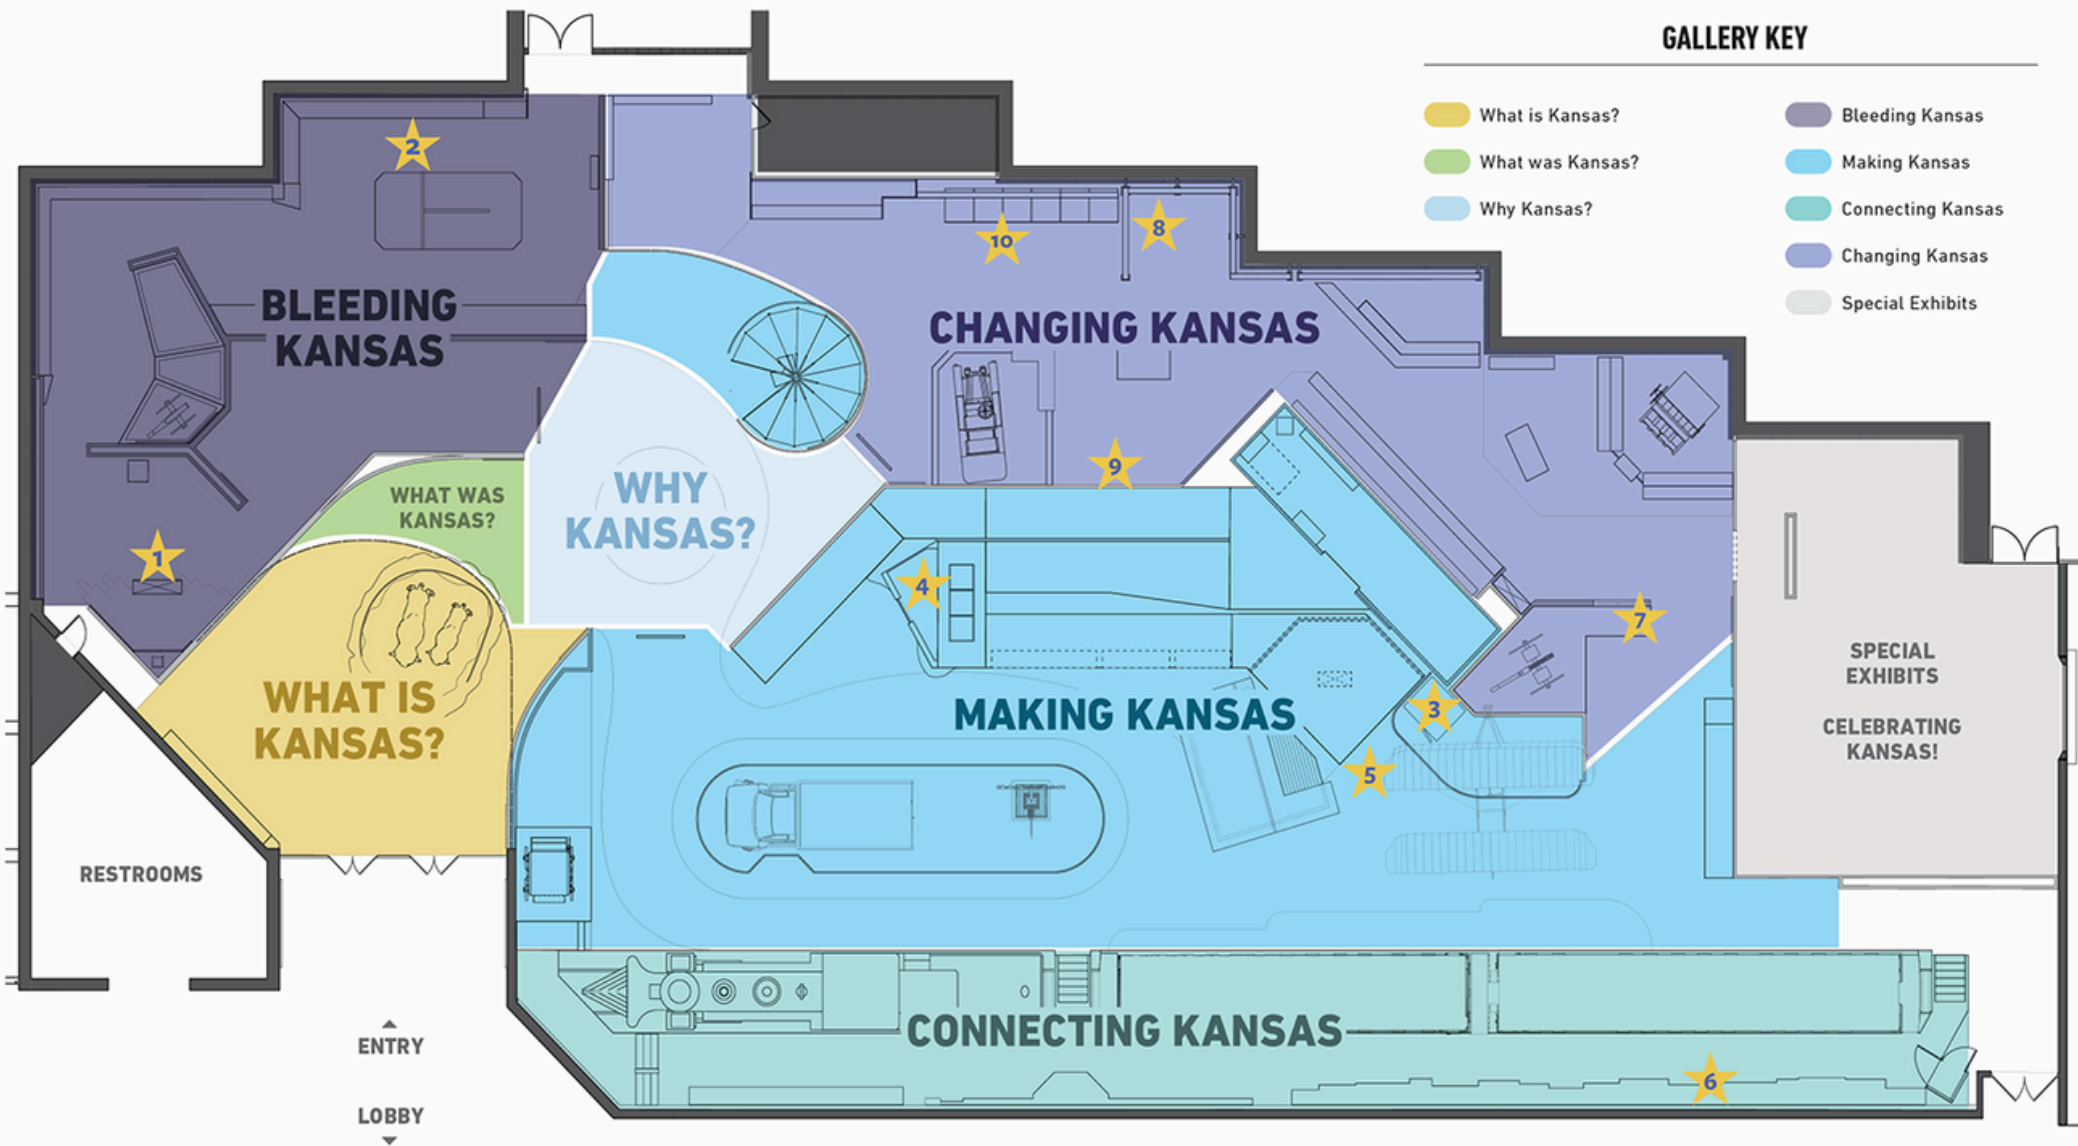 GALLERY KEY
What is Kansas?
What was Kansas?
Why Kansas?
Bleeding Kansas
Making Kansas
Connecting Kansas
Changing Kansas
Special Exhibits
2
10
8
BLEEDING
KANSAS
CHANGING KANSAS
9
WHAT WAS
KANSAS?
WHY
KANSAS?
1
4
7
WHAT IS
KANSAS?
MAKING KANSAS
3
5
SPECIAL
EXHIBITS
CELEBRATING
KANSAS!
RESTROOMS
CONNECTING KANSAS
6
ENTRY
LOBBY